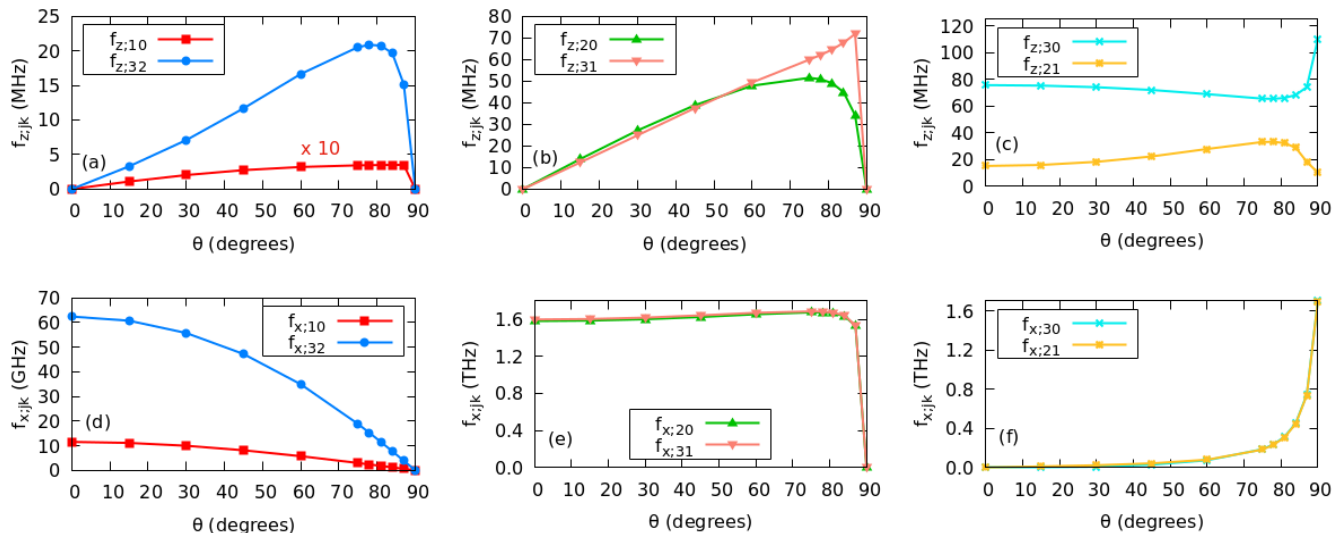 f_z;jk (MHz)
25
20
15
10
5
0
f_z;10
f_z;32
x 10
(a)
0 10 20 30 40 50 60 70 80 90
θ (degrees)
f_z;jk (MHz)
80
70
60
50
40
30
20
10
0
f_z;20
f_z;31
(b)
0 10 20 30 40 50 60 70 80 90
θ (degrees)
f_z;jk (MHz)
120
100
80
60
40
20
0
f_z;30
f_z;21
(c)
0 10 20 30 40 50 60 70 80 90
θ (degrees)
f_x;jk (GHz)
70
60
50
40
30
20
10
0
f_x;10
f_x;32
(d)
0 10 20 30 40 50 60 70 80 90
θ (degrees)
f_x;jk (THz)
1.6
1.2
0.8
0.4
0.0
f_x;20
f_x;31
(e)
0 10 20 30 40 50 60 70 80 90
θ (degrees)
f_x;jk (THz)
1.6
1.2
0.8
0.4
0.0
f_x;30
f_x;21
(f)
0 10 20 30 40 50 60 70 80 90
θ (degrees)